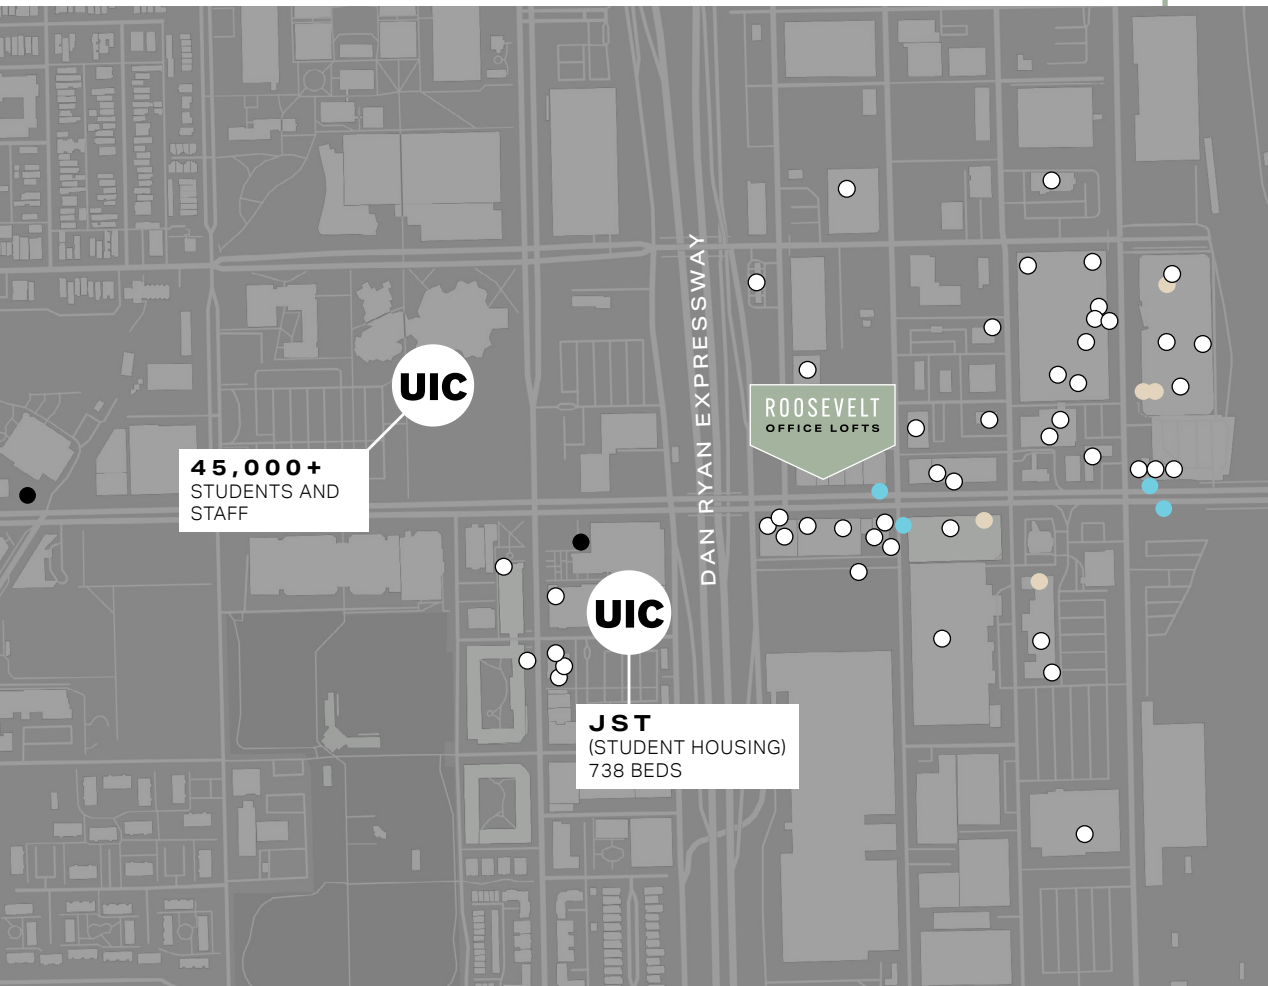 DAN RYAN EXPRESSWAY
UIC
ROOSEVELT
OFFICE LOFTS
45,000+
STUDENTS AND
STAFF
UIC
JST
(STUDENT HOUSING)
738 BEDS